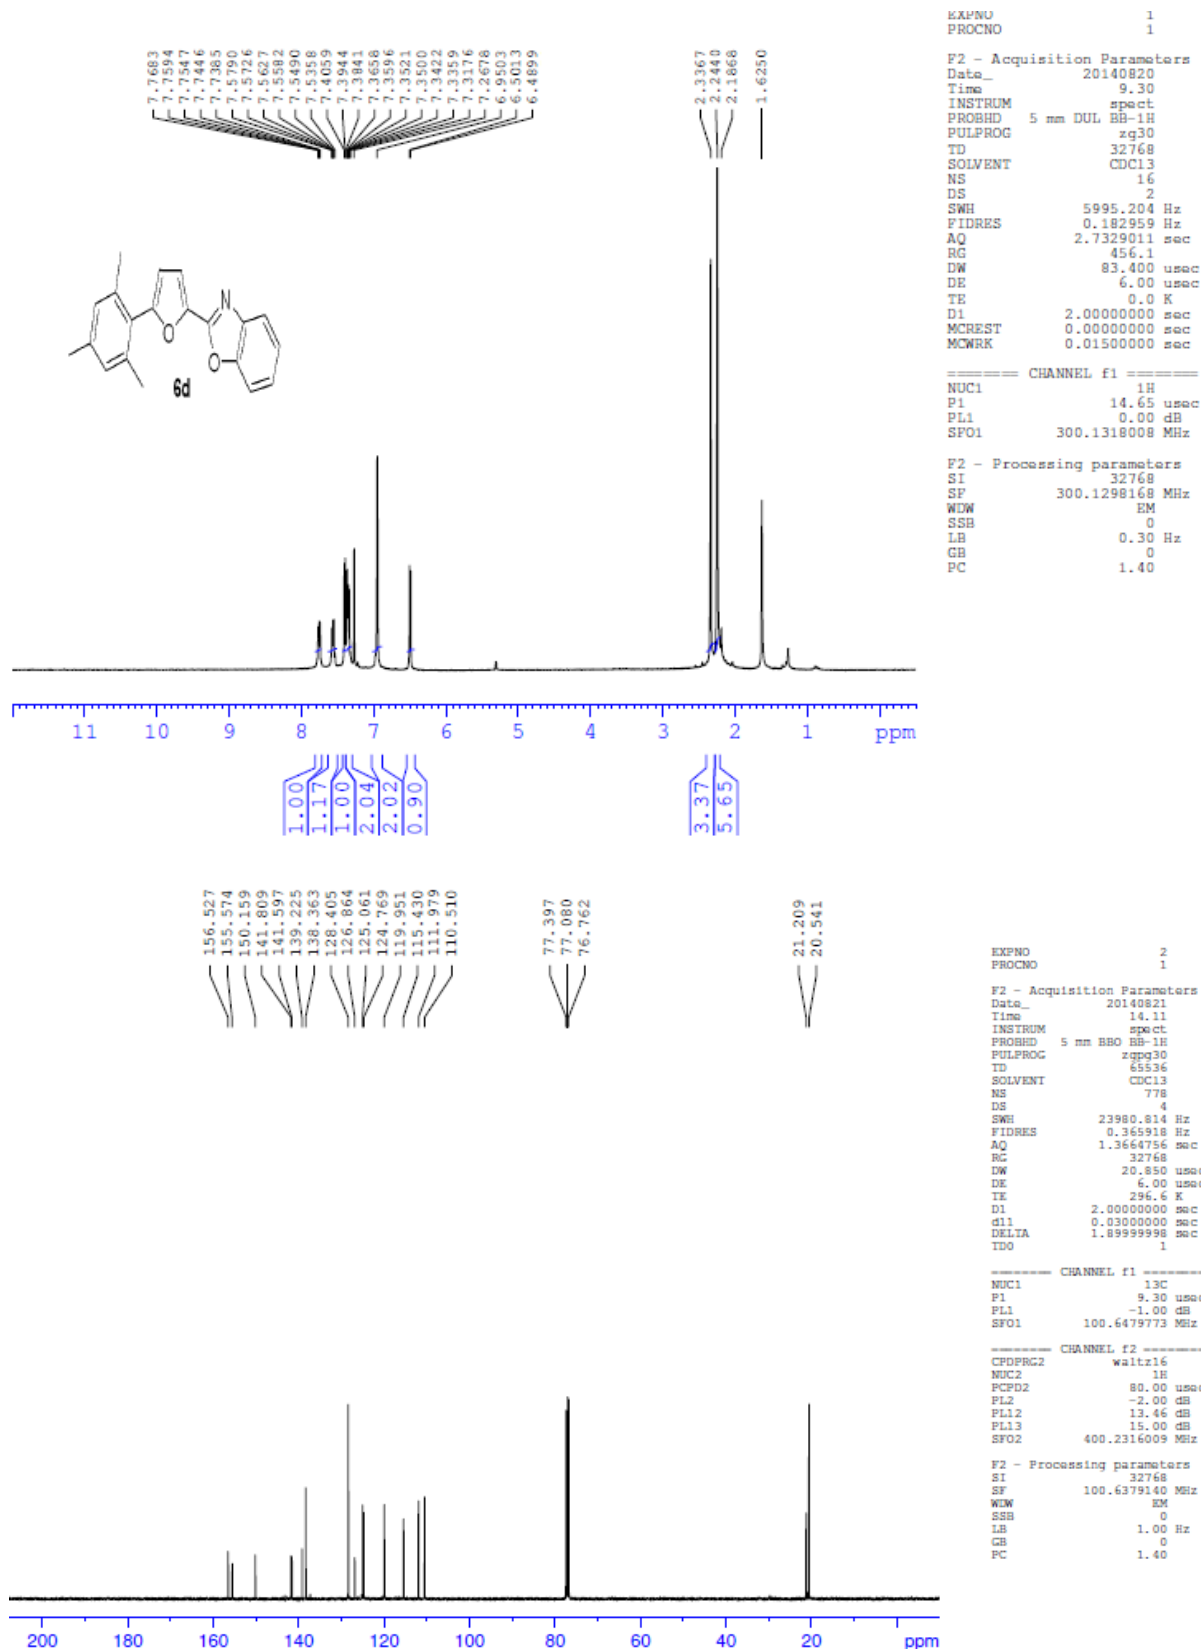 EXPNO 1
PROCNO 1
F2 - Acquisition Parameters
Date_ 20140820
Time 9.30
INSTRUM spect
PROBHD 5 mm DUL BB-1H
PULPROG zg30
TD 32768
SOLVENT CDCl3
NS 16
DS 2
SWH 5995.204 Hz
FIDRES 0.182959 Hz
AQ 2.7329011 sec
RG 456.1
DW 83.400 usec
DE 6.00 usec
TE 0.0 K
D1 2.00000000 sec
MCREST 0.00000000 sec
MCWRK 0.01500000 sec
======== CHANNEL f1 ========
NUC1 1H
P1 14.65 usec
PL1 0.00 dB
SFO1 300.1318008 MHz
F2 - Processing parameters
SI 32768
SF 300.1298168 MHz
WDW EM
SSB 0
LB 0.30 Hz
GB 0
PC 1.40
7.7683
7.7594
7.7547
7.7446
7.7385
7.5790
7.5726
7.5627
7.5582
7.5490
7.5358
7.4059
7.3944
7.3841
7.3658
7.3596
7.3521
7.3500
7.3422
7.3359
7.3176
7.2678
6.9503
6.5013
6.4899
2.3367
2.2440
2.1868
1.6250
N
O
O
6d
11 10 9 8 7 6 5 4 3 2 1 ppm
1.00
1.17
1.00
2.04
2.02
0.90
3.37
5.65
156.527
155.574
150.159
141.809
141.597
139.225
138.363
128.405
126.864
125.061
124.769
119.951
115.430
111.979
110.510
77.397
77.080
76.762
21.209
20.541
EXPNO 2
PROCNO 1
F2 - Acquisition Parameters
Date_ 20140821
Time 14.11
INSTRUM spect
PROBHD 5 mm BBO BB-1H
PULPROG zgpg30
TD 65536
SOLVENT CDCl3
NS 778
DS 4
SWH 23980.814 Hz
FIDRES 0.365918 Hz
AQ 1.3664756 sec
RG 32768
DW 20.850 usec
DE 6.00 usec
TE 296.6 K
D1 2.00000000 sec
d11 0.03000000 sec
DELTA 1.89999998 sec
TD0 1
======== CHANNEL f1 ========
NUC1 13C
P1 9.30 usec
PL1 -1.00 dB
SFO1 100.6479773 MHz
======== CHANNEL f2 ========
CPDPRG2 waltz16
NUC2 1H
PCPD2 80.00 usec
PL2 -2.00 dB
PL12 13.46 dB
PL13 15.00 dB
SFO2 400.2316009 MHz
F2 - Processing parameters
SI 32768
SF 100.6379140 MHz
WDW EM
SSB 0
LB 1.00 Hz
GB 0
PC 1.40
200 180 160 140 120 100 80 60 40 20 ppm